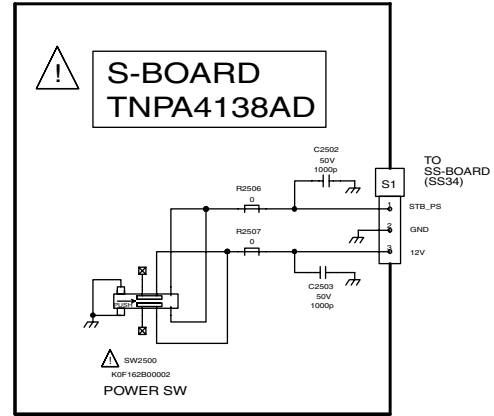 !
S-BOARD
TNPA4138AD
C2502
50V
1000p
TO
SS-BOARD
(SS34)
S1
R2506
0
1
STB_PS
2
GND
R2507
0
3
12V
C2503
50V
1000p
PUSH
!
SW2500
K0F162B00002
POWER SW